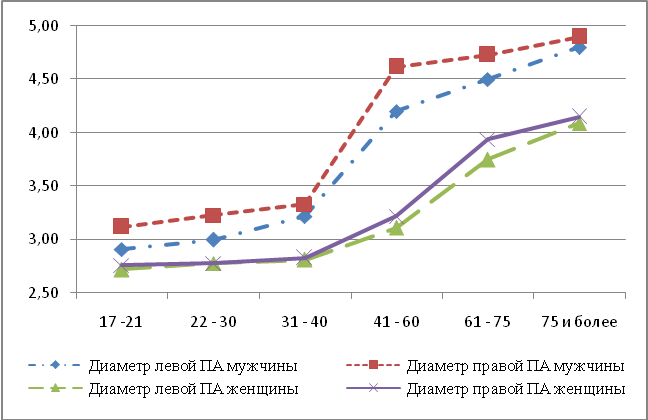 5,00
4,50
4,00
3,50
3,00
2,50
17 -21 22 - 30 31 - 40 41 - 60 61 - 75 75 и более
Диаметр левой ПА мужчины Диаметр правой ПА мужчины
Диаметр левой ПА женщины Диаметр правой ПА женщины